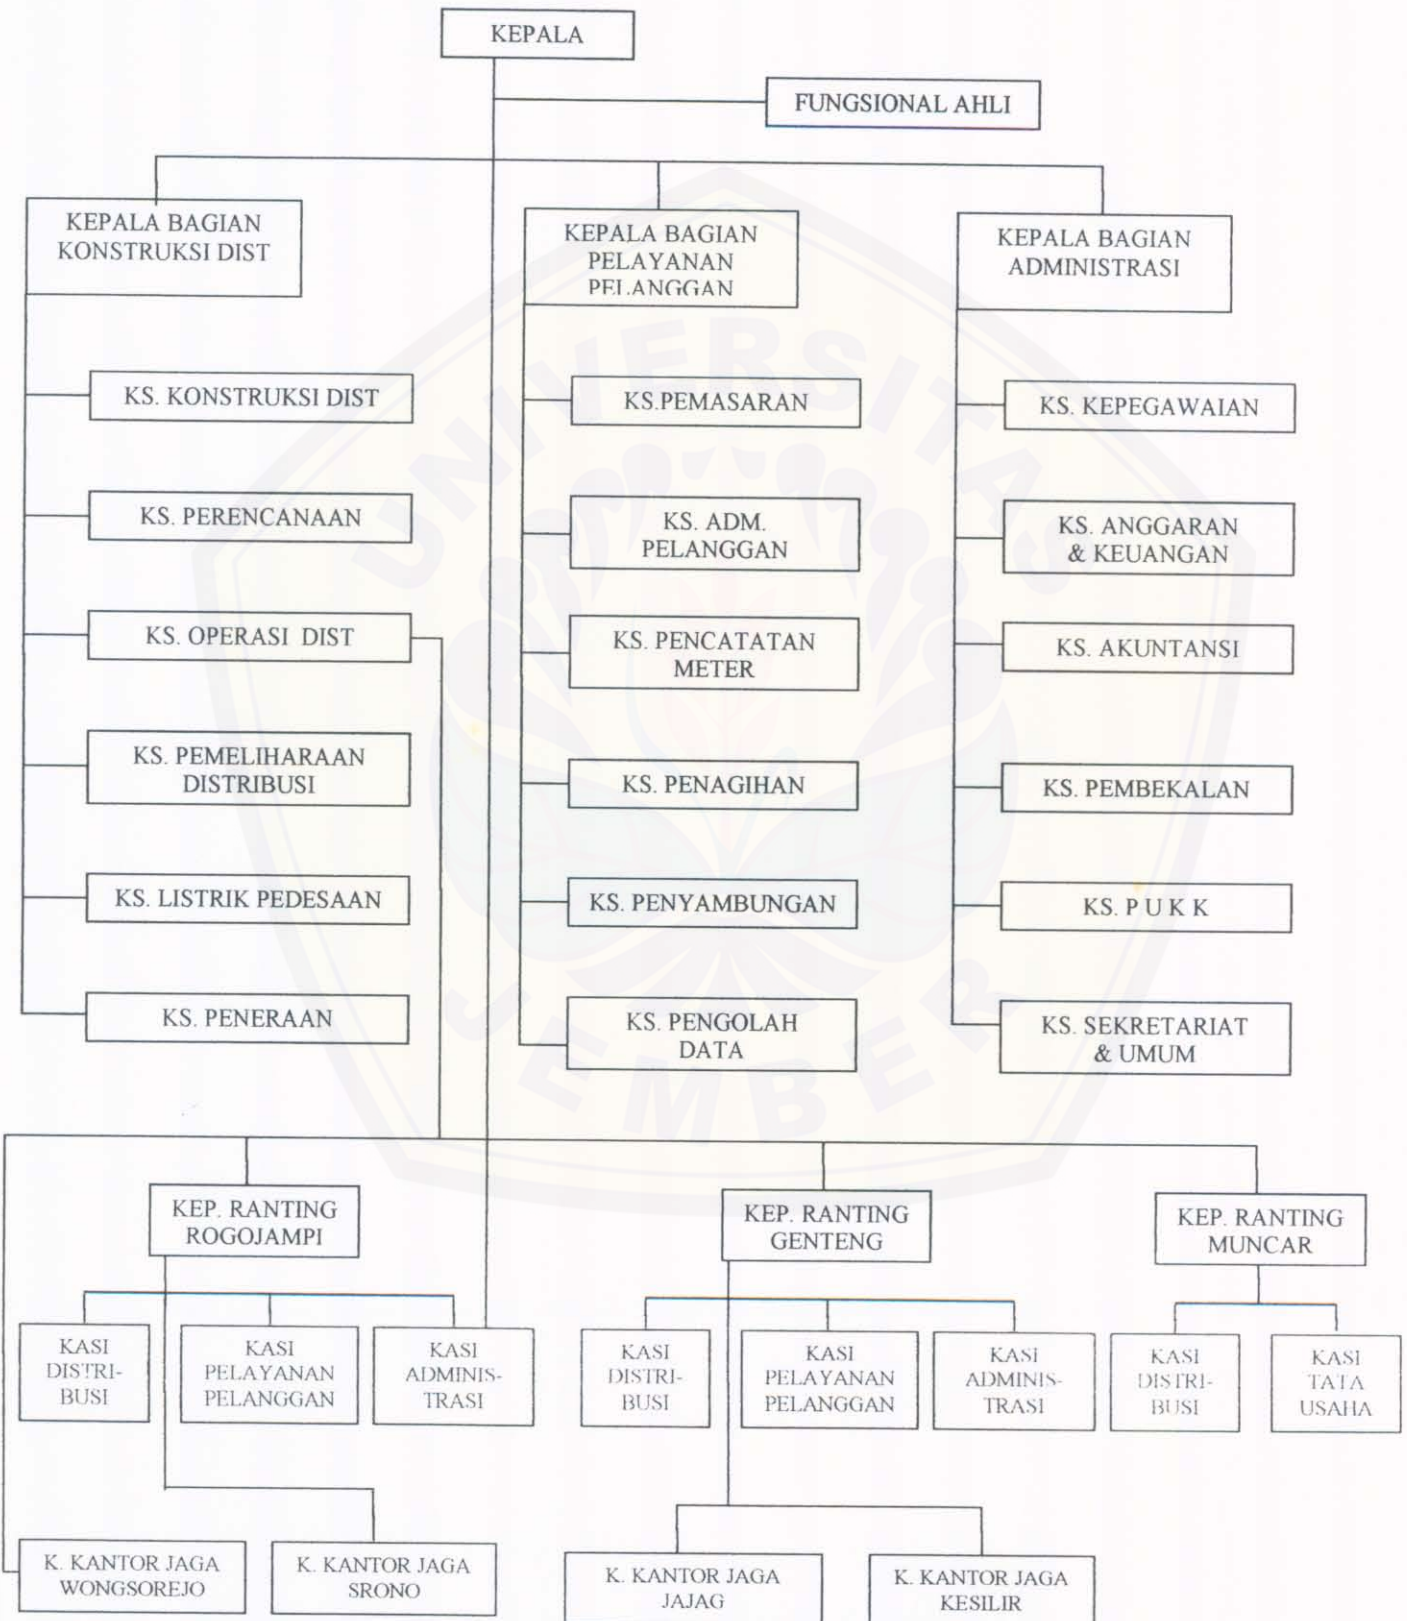 KEPALA
FUNGSIONAL AHLI
KEPALA BAGIAN
KONSTRUKSI DIST
KEPALA BAGIAN
PELAYANAN
PELANGGAN
KEPALA BAGIAN
ADMINISTRASI
KS. KONSTRUKSI DIST
KS. PERENCANAAN
KS. OPERASI DIST
KS. PEMELIHARAAN
DISTRIBUSI
KS. LISTRIK PEDESAAN
KS. PENERAAN
KS.PEMASARAN
KS. ADM.
PELANGGAN
KS. PENCATATAN
METER
KS. PENAGIHAN
KS. PENYAMBUNGAN
KS. PENGOLAH
DATA
KS. KEPEGAWAIAN
KS. ANGGARAN
& KEUANGAN
KS. AKUNTANSI
KS. PEMBEKALAN
KS. P U K K
KS. SEKRETARIAT
& UMUM
UNIVERSITAS
JEMBER
KEP. RANTING
ROGOJAMPI
KEP. RANTING
GENTENG
KEP. RANTING
MUNCAR
KASI
DISTRI-
BUSI
KASI
PELAYANAN
PELANGGAN
KASI
ADMINIS-
TRASI
KASI
DISTRI-
BUSI
KASI
PELAYANAN
PELANGGAN
KASI
ADMINIS-
TRASI
KASI
DISTRI-
BUSI
KASI
TATA
USAHA
K. KANTOR JAGA
WONGSOREJO
K. KANTOR JAGA
SRONO
K. KANTOR JAGA
JAJAG
K. KANTOR JAGA
KESILIR